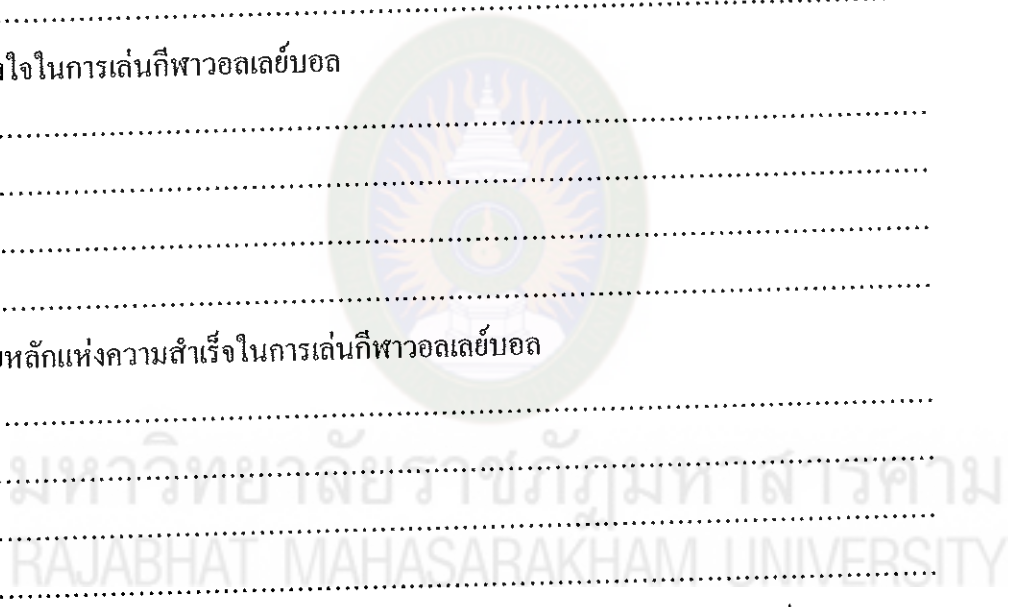 ใจในการเล่นกีฬาวอลเลย์บอล
หลักแห่งความสำเร็จในการเล่นกีฬาวอลเลย์บอล
มหาวิทยาลัยราชภัฏมหาสารคาม
RAJABHAT MAHASARAKHAM UNIVERSITY